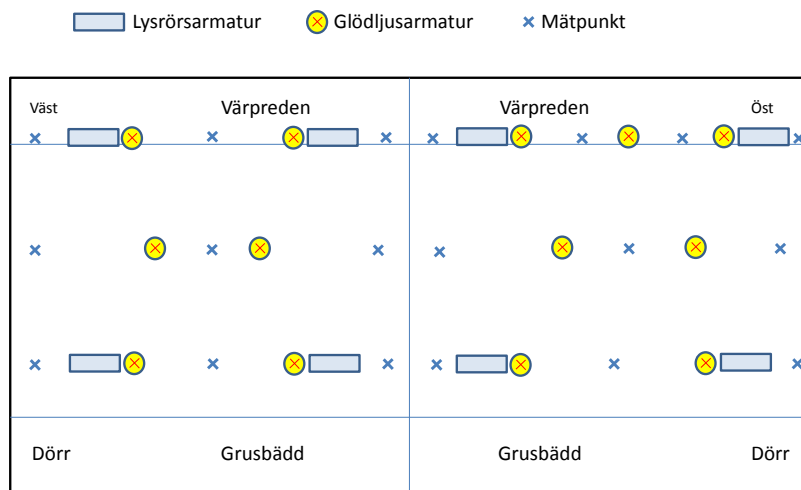 Lysrörsarmatur Glödljusarmatur Mätpunkt
Väst Värpreden Värpreden Öst
Dörr Grusbädd Grusbädd Dörr